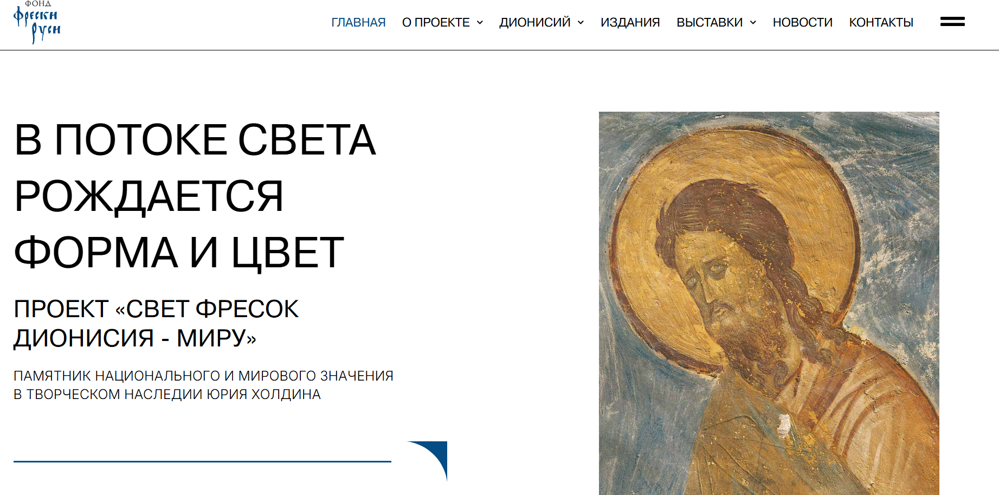 ФОНД
Фрески
Руси
ГЛАВНАЯ О ПРОЕКТЕ ДИОНИСИЙ ИЗДАНИЯ ВЫСТАВКИ НОВОСТИ КОНТАКТЫ
В ПОТОКЕ СВЕТА
РОЖДАЕТСЯ
ФОРМА И ЦВЕТ
ПРОЕКТ «СВЕТ ФРЕСОК
ДИОНИСИЯ - МИРУ»
ПАМЯТНИК НАЦИОНАЛЬНОГО И МИРОВОГО ЗНАЧЕНИЯ
В ТВОРЧЕСКОМ НАСЛЕДИИ ЮРИЯ ХОЛДИНА